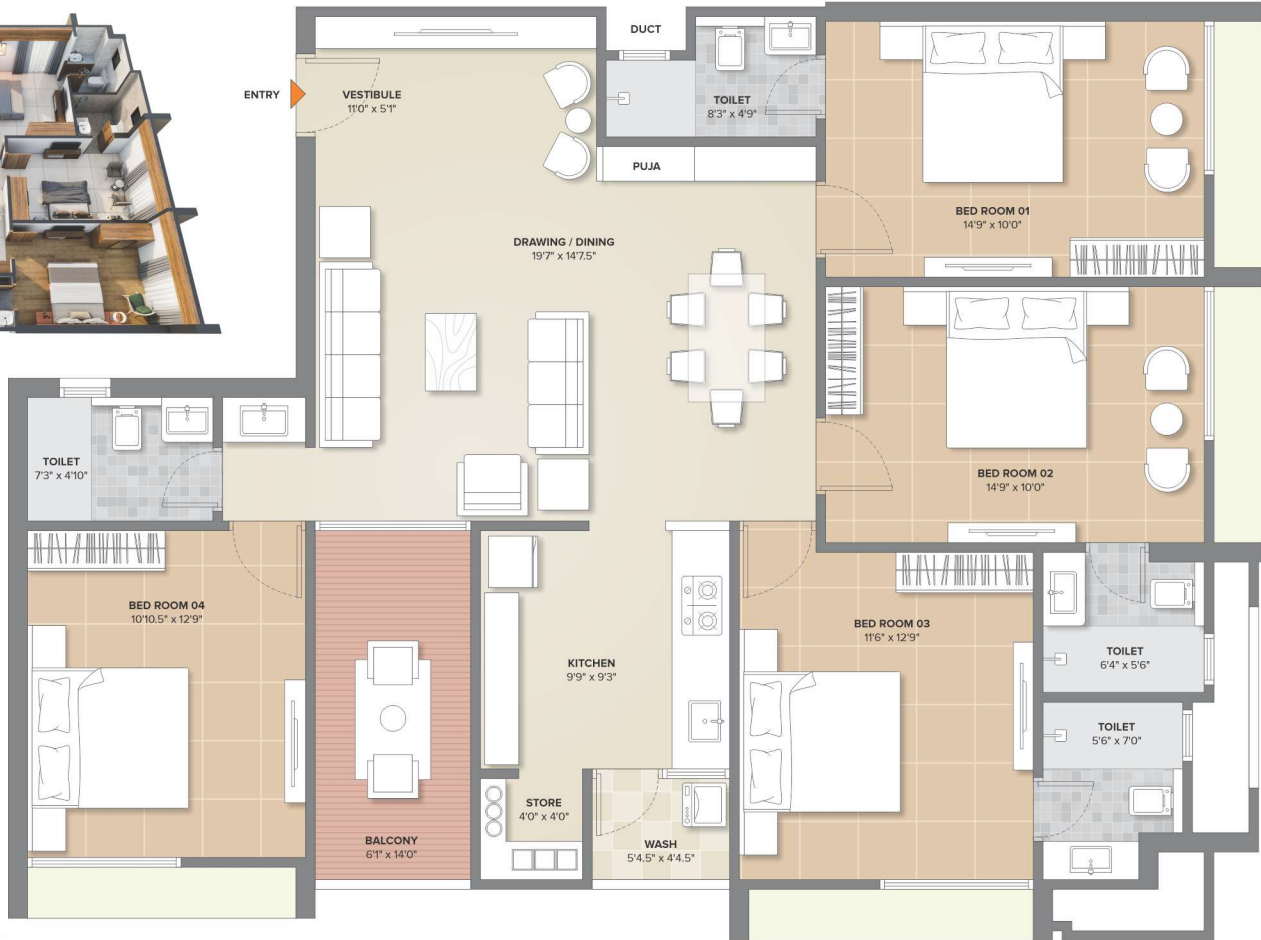 DUCT
ENTRY
VESTIBULE
11'0" x 5'1"
TOILET
8'3" x 4'9"
PUJA
BED ROOM 01
14'9" x 10'0"
DRAWING / DINING
19'7" x 14'7.5"
TOILET
7'3" x 4'10"
BED ROOM 02
14'9" x 10'0"
BED ROOM 04
10'10.5" x 12'9"
BED ROOM 03
11'6" x 12'9"
KITCHEN
9'9" x 9'3"
TOILET
6'4" x 5'6"
TOILET
5'6" x 7'0"
STORE
4'0" x 4'0"
BALCONY
6'1" x 14'0"
WASH
5'4.5" x 4'4.5"